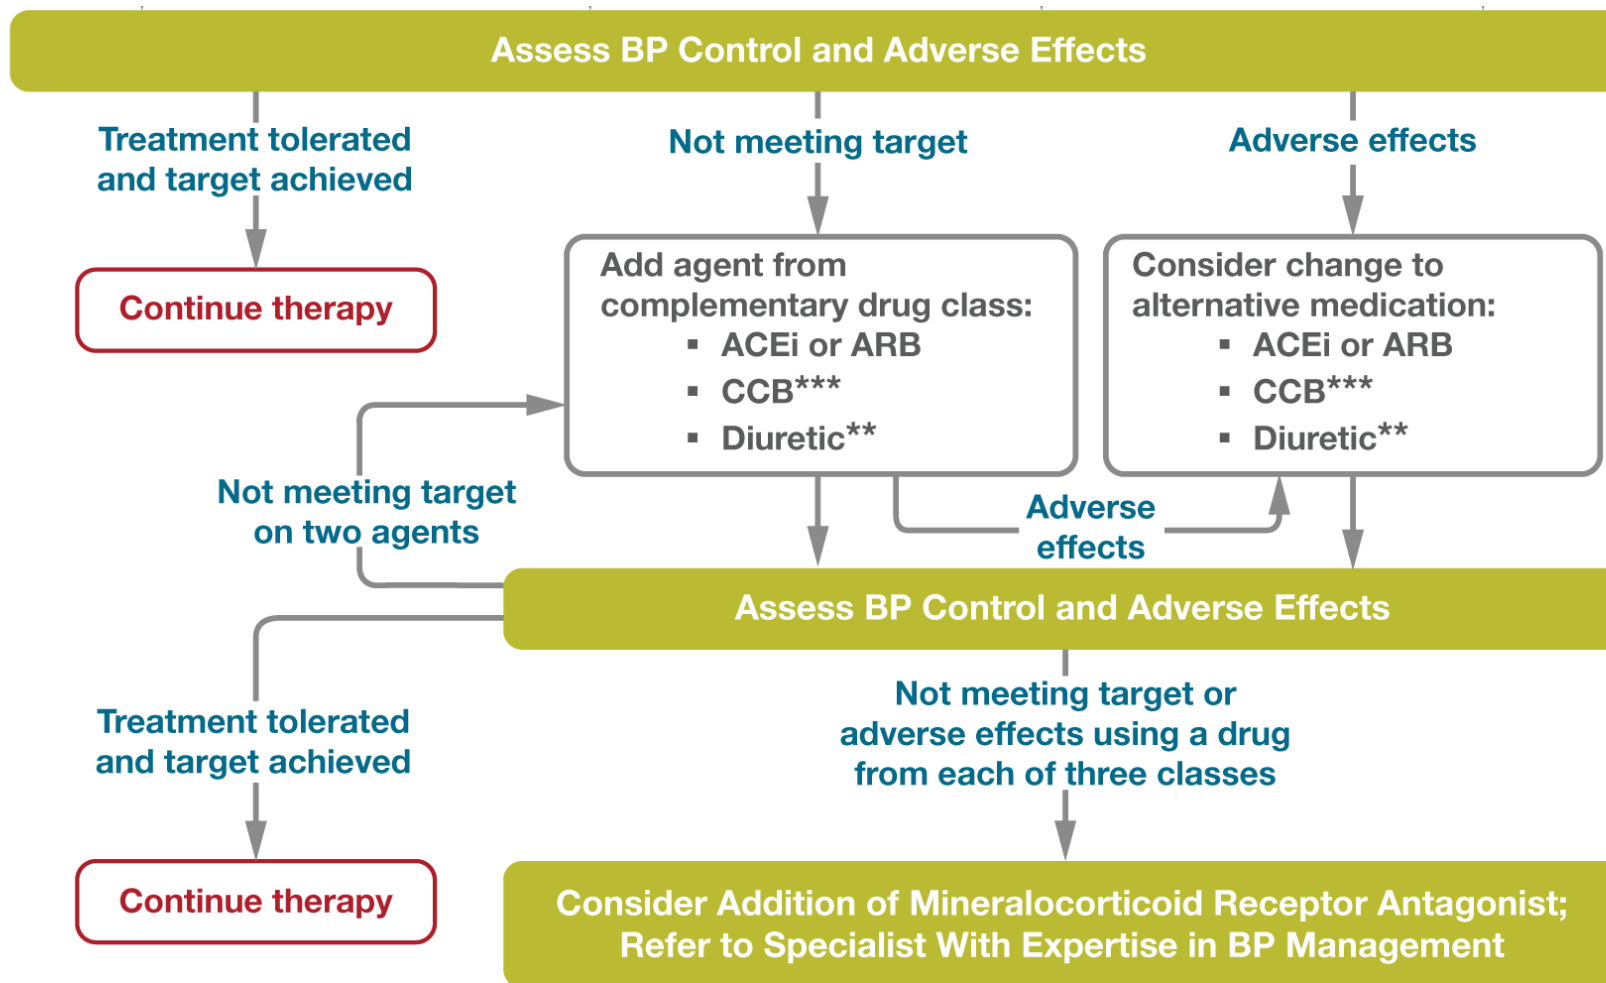 Assess BP Control and Adverse Effects
Treatment tolerated
and target achieved
Not meeting target
Adverse effects
Continue therapy
Add agent from
complementary drug class:
▪ ACEi or ARB
▪ CCB***
▪ Diuretic**
Consider change to
alternative medication:
▪ ACEi or ARB
▪ CCB***
▪ Diuretic**
Not meeting target
on two agents
Adverse
effects
Assess BP Control and Adverse Effects
Treatment tolerated
and target achieved
Not meeting target or
adverse effects using a drug
from each of three classes
Continue therapy
Consider Addition of Mineralocorticoid Receptor Antagonist;
Refer to Specialist With Expertise in BP Management